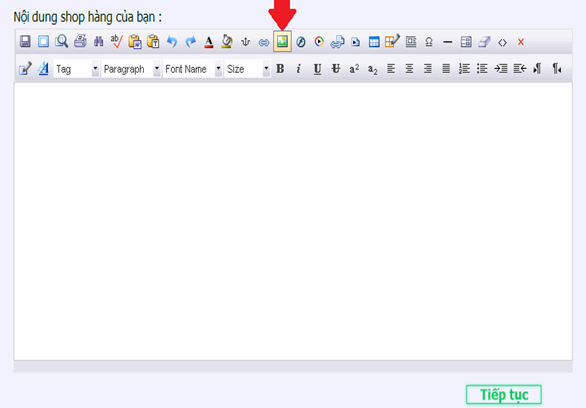 Nội dung shop hàng của bạn :
Tag Paragraph Font Name Size B i U U a2 a2
Tiếp tục